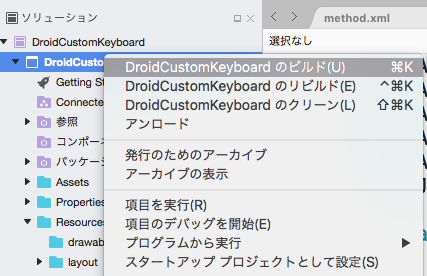 ソリューション
method.xml
DroidCustomKeyboard
選択なし
DroidCusto
DroidCustomKeyboard のビルド(U) ⌘K
Getting St
DroidCustomKeyboard のリビルド(E) ^⌘K
Connecte
DroidCustomKeyboard のクリーン(L) ⇧⌘K
参照
アンロード
コンポーネ
発行のためのアーカイブ
パッケージ
アーカイブの表示
Assets
Properties
項目を実行(R)
Resources
項目のデバッグを開始(E)
drawab
プログラムから実行
layout
スタートアップ プロジェクトとして設定(S)